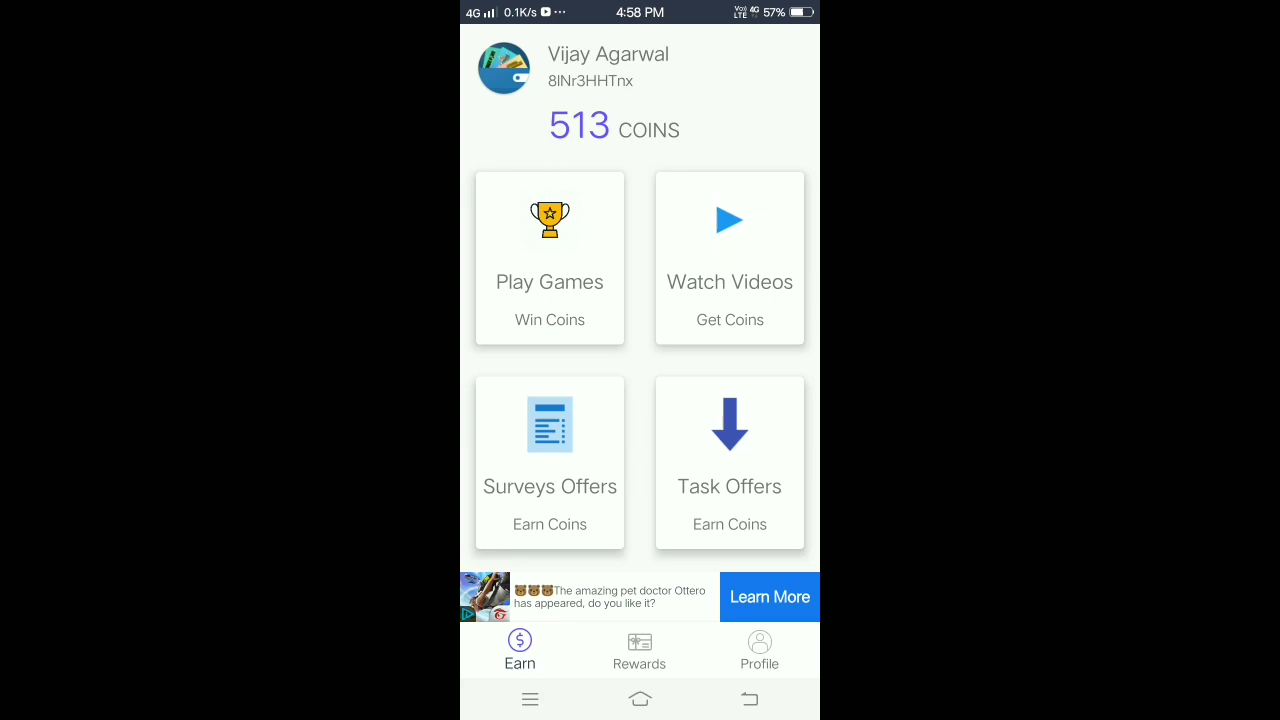 4G 0.1K/s ... 4:58 PM Vo) LTE 4G 57%
Vijay Agarwal
8lNr3HHTnx
513 COINS
Play Games
Win Coins
Watch Videos
Get Coins
Surveys Offers
Earn Coins
Task Offers
Earn Coins
🐻🐻🐻The amazing pet doctor Ottero
has appeared, do you like it?
Learn More
Earn
Rewards
Profile